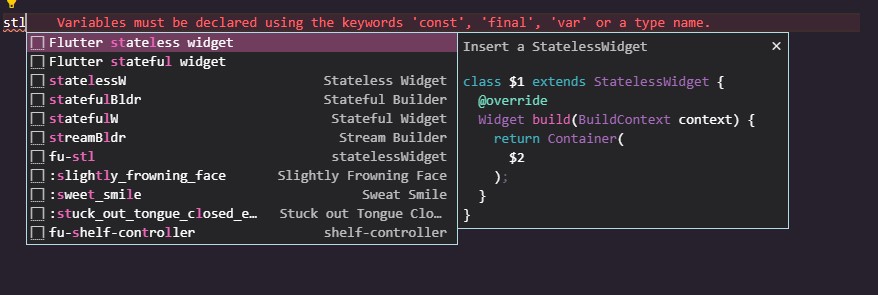 stl Variables must be declared using the keywords 'const', 'final', 'var' or a type name.
Flutter stateless widget
Flutter stateful widget
statelessW Stateless Widget
statefulBldr Stateful Builder
statefulW Stateful Widget
streamBldr Stream Builder
fu-stl statelessWidget
:slightly_frowning_face Slightly Frowning Face
:sweet_smile Sweat Smile
:stuck_out_tongue_closed_e… Stuck out Tongue Clo…
fu-shelf-controller shelf-controller
Insert a StatelessWidget ×
class $1 extends StatelessWidget {
@override
Widget build(BuildContext context) {
return Container(
$2
);
}
}